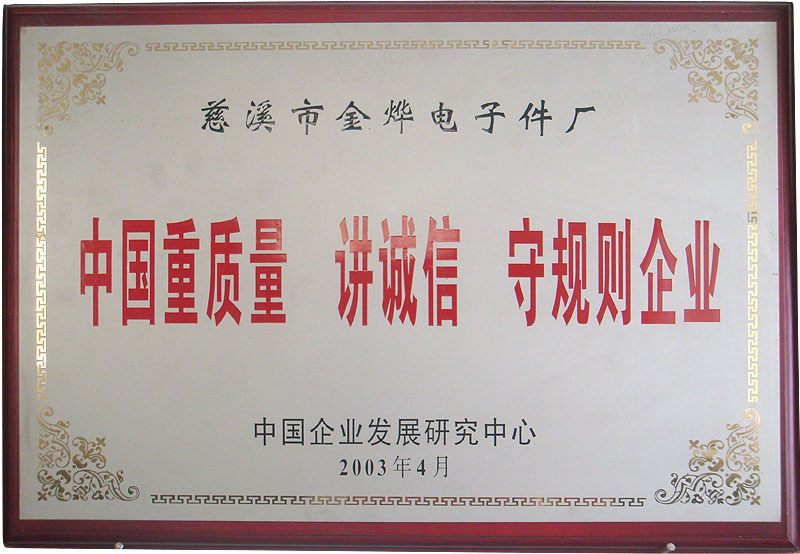 慈溪市金烨电子件厂
中国重质量 讲诚信 守规则企业
中国企业发展研究中心
2003年4月